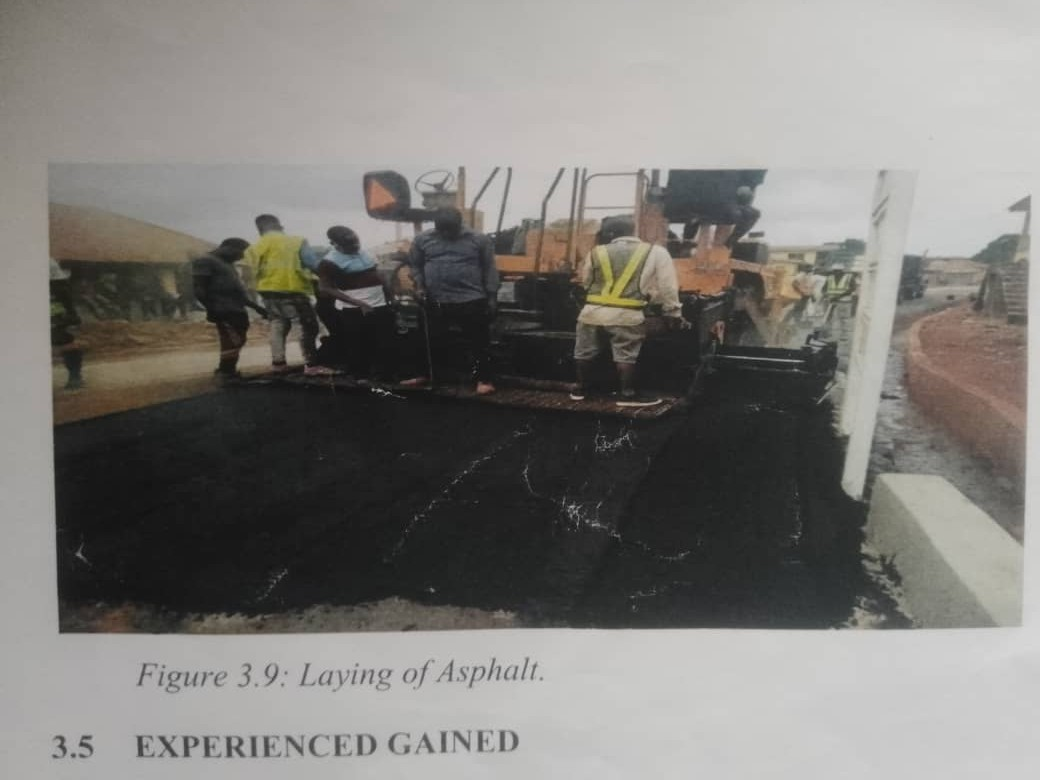 Figure 3.9: Laying of Asphalt.
3.5 EXPERIENCED GAINED